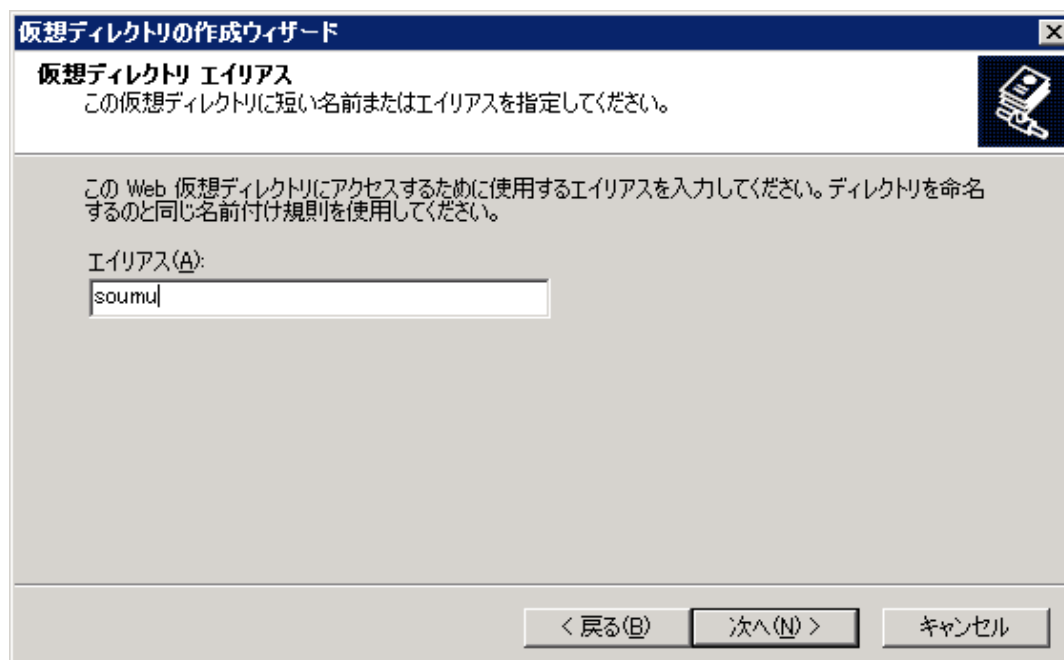 仮想ディレクトリの作成ウィザード
仮想ディレクトリ エイリアス
この仮想ディレクトリに短い名前またはエイリアスを指定してください。
この Web 仮想ディレクトリにアクセスするために使用するエイリアスを入力してください。ディレクトリを命名
するのと同じ名前付け規則を使用してください。
エイリアス(A):
soumu
< 戻る(B) 次へ(N) > キャンセル